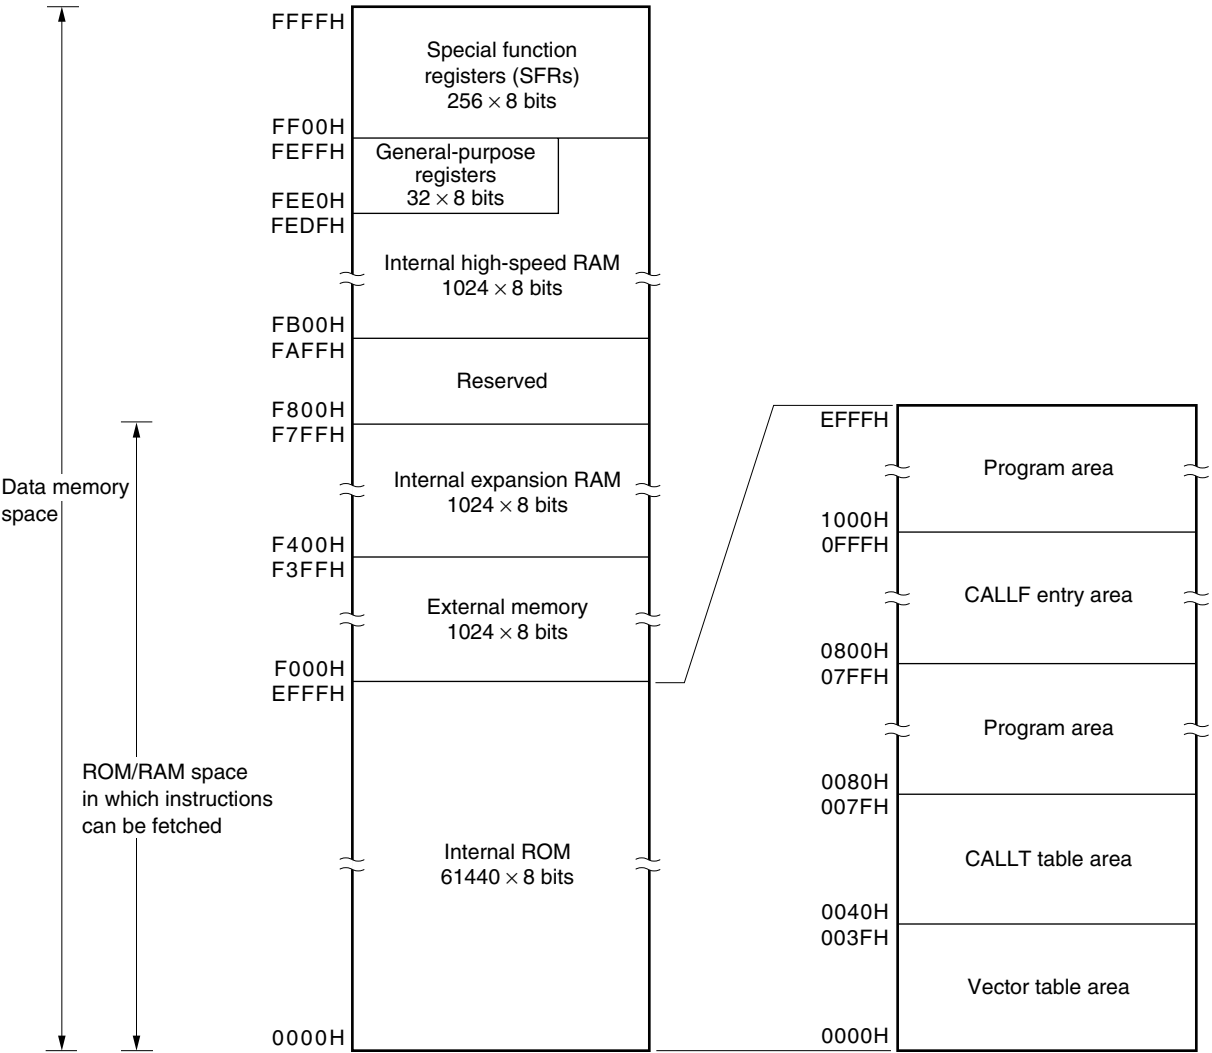 FFFFH
Special function
registers (SFRs)
256 × 8 bits
FF00H
FEFFH
General-purpose
registers
32 × 8 bits
FEE0H
FEDFH
Internal high-speed RAM
1024 × 8 bits
FB00H
FAFFH
Reserved
F800H
F7FFH
Data memory
space
Internal expansion RAM
1024 × 8 bits
F400H
F3FFH
External memory
1024 × 8 bits
F000H
EFFFH
ROM/RAM space
in which instructions
can be fetched
Internal ROM
61440 × 8 bits
0000H
EFFFH
Program area
1000H
0FFFH
CALLF entry area
0800H
07FFH
Program area
0080H
007FH
CALLT table area
0040H
003FH
Vector table area
0000H